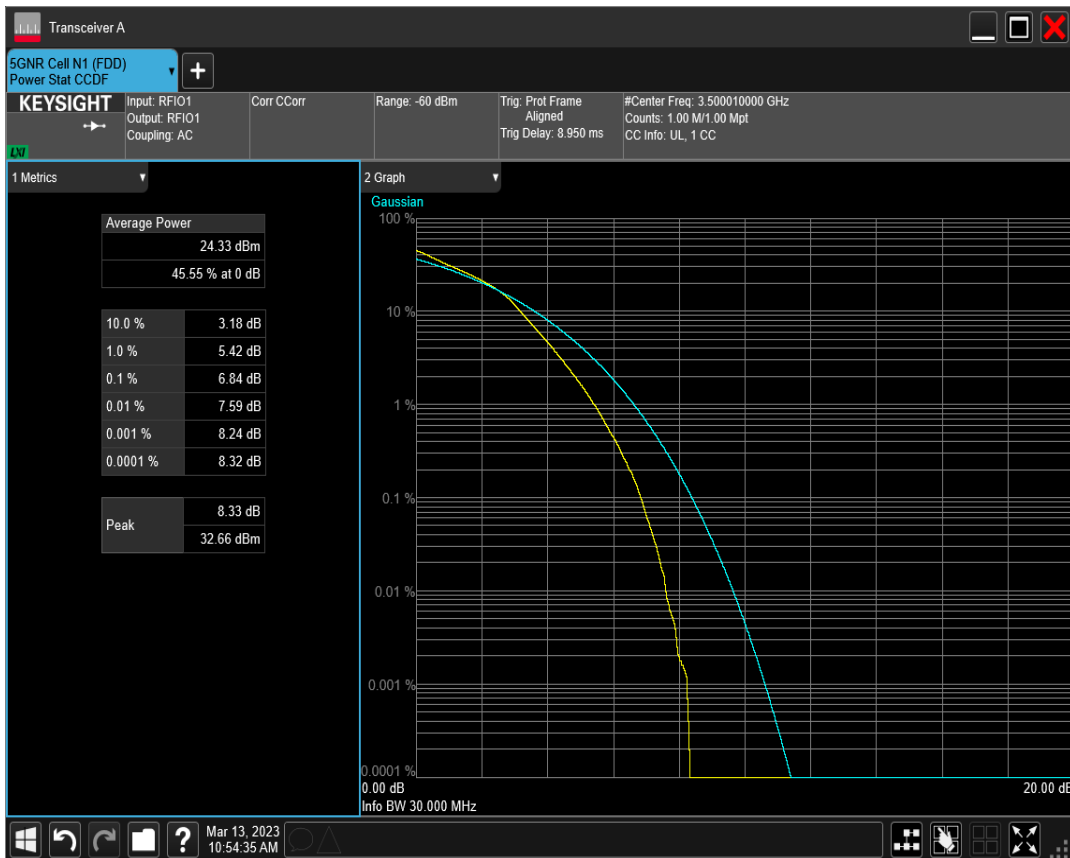 Transceiver A
5GNR Cell N1 (FDD)
Power Stat CCDF
+
KEYSIGHT
LXI
Input: RFIO1
Output: RFIO1
Coupling: AC
Corr CCorr
Range: -60 dBm
Trig: Prot Frame
Aligned
Trig Delay: 8.950 ms
#Center Freq: 3.500010000 GHz
Counts: 1.00 M/1.00 Mpt
CC Info: UL, 1 CC
1 Metrics
Average Power
24.33 dBm
45.55 % at 0 dB
10.0 % 3.18 dB
1.0 % 5.42 dB
0.1 % 6.84 dB
0.01 % 7.59 dB
0.001 % 8.24 dB
0.0001 % 8.32 dB
Peak 8.33 dB
32.66 dBm
2 Graph
Gaussian
100 %
10 %
1 %
0.1 %
0.01 %
0.001 %
0.0001 %
0.00 dB 20.00 dB
Info BW 30.000 MHz
?
Mar 13, 2023
10:54:35 AM